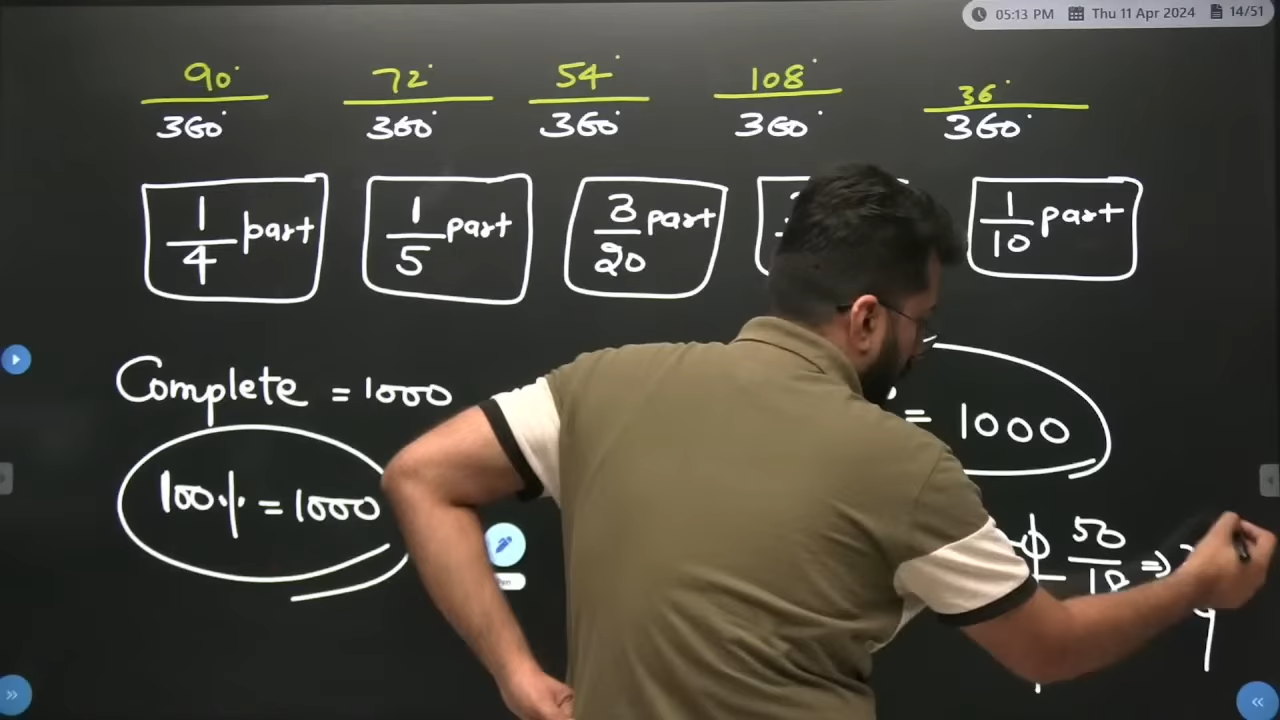 05:13 PM Thu 11 Apr 2024 14/51
90° 72° 54° 108° 36°
360° 360° 360° 360° 360°
1/4 part 1/5 part 3/20 part 1/10 part
Complete = 1000
= 1000
100% = 1000
50/18 ⇒